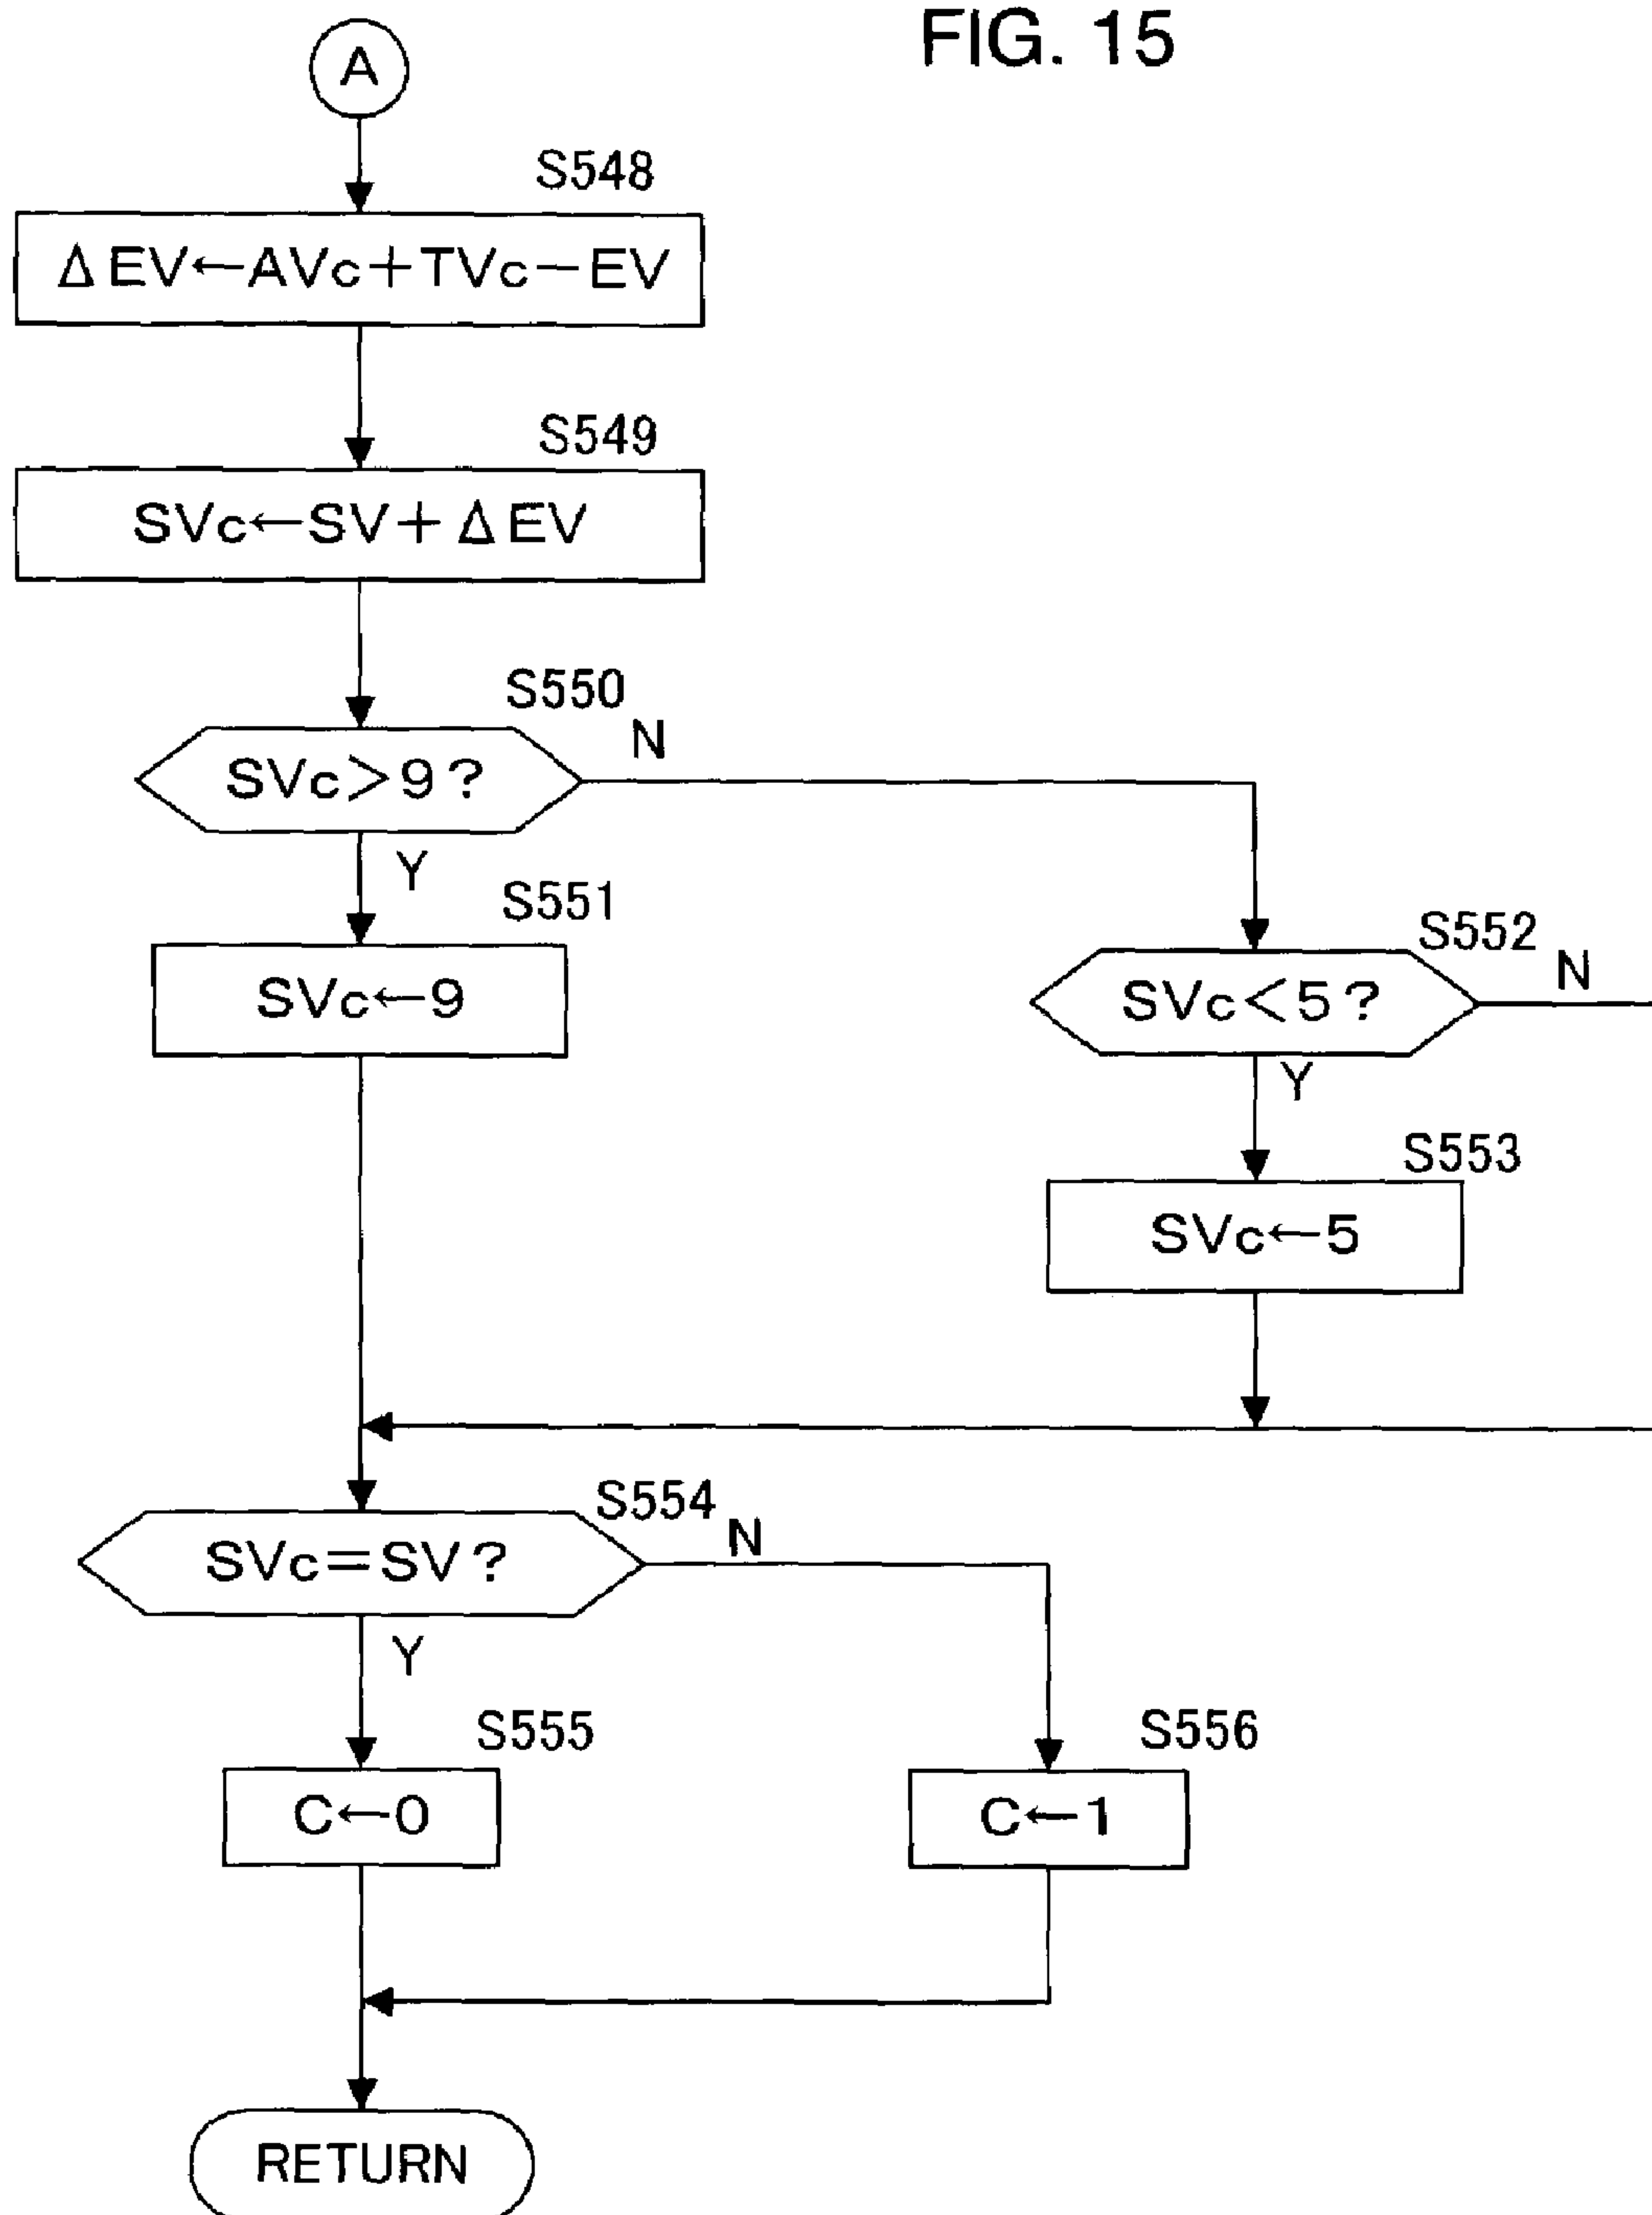 FIG. 15
A
S548
ΔEV←AVc+TVc−EV
S549
SVc←SV+ΔEV
S550
SVc>9?
N
Y
S551
SVc←9
S552
SVc<5?
N
Y
S553
SVc←5
S554
SVc=SV?
N
Y
S555
C←0
S556
C←1
RETURN